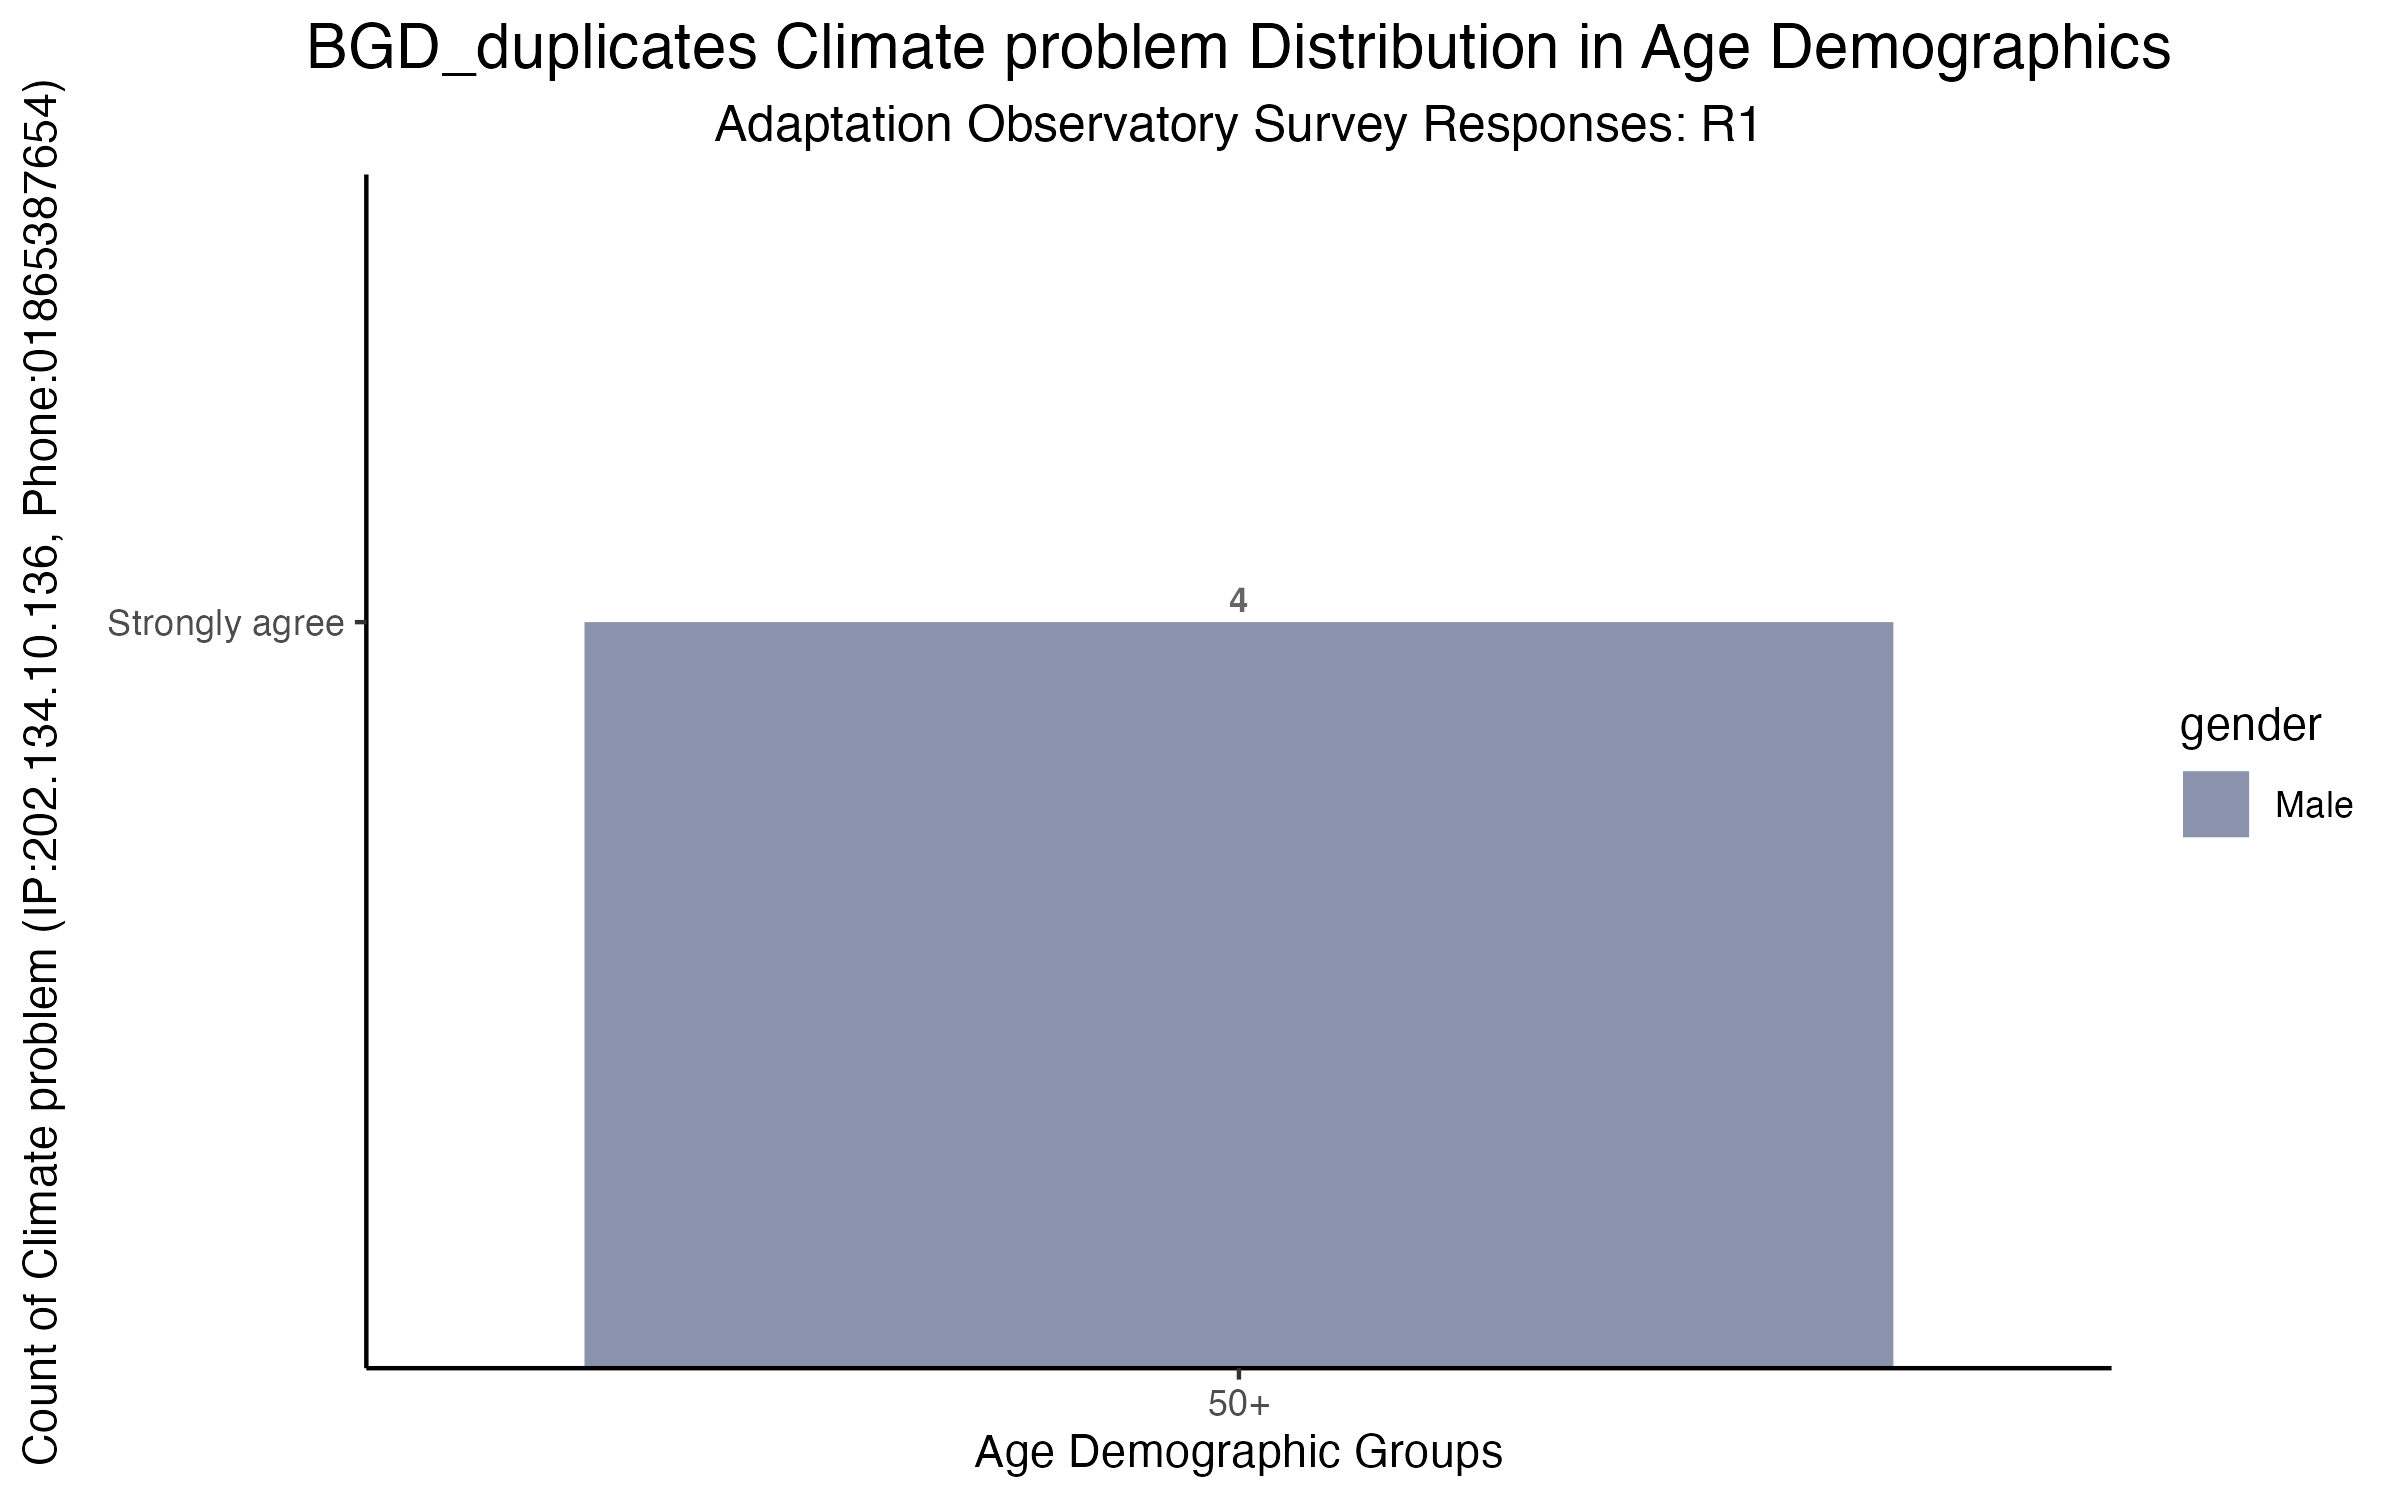 BGD_duplicates Climate problem Distribution in Age Demographics
Adaptation Observatory Survey Responses: R1
Count of Climate problem (IP:202.134.10.136, Phone:01865387654)
Strongly agree
4
50+
Age Demographic Groups
gender
Male